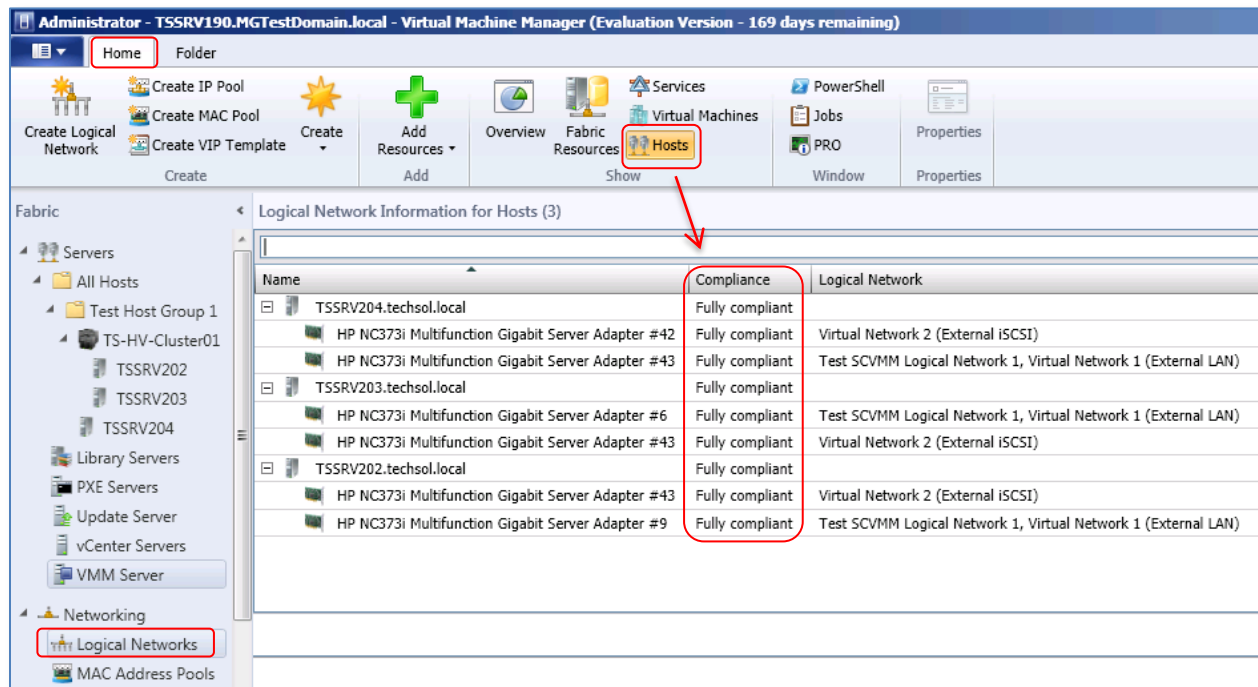 Administrator - TSSRV190.MGTestDomain.local - Virtual Machine Manager (Evaluation Version - 169 days remaining)
Home Folder
Create Logical Network
Create IP Pool
Create MAC Pool
Create VIP Template
Create
Create
Add Resources
Add
Overview
Fabric Resources
Services
Virtual Machines
Hosts
Show
PowerShell
Jobs
PRO
Window
Properties
Properties
Fabric
Servers
All Hosts
Test Host Group 1
TS-HV-Cluster01
TSSRV202
TSSRV203
TSSRV204
Library Servers
PXE Servers
Update Server
vCenter Servers
VMM Server
Networking
Logical Networks
MAC Address Pools
Logical Network Information for Hosts (3)
Name Compliance Logical Network
TSSRV204.techsol.local Fully compliant
HP NC373i Multifunction Gigabit Server Adapter #42 Fully compliant Virtual Network 2 (External iSCSI)
HP NC373i Multifunction Gigabit Server Adapter #43 Fully compliant Test SCVMM Logical Network 1, Virtual Network 1 (External LAN)
TSSRV203.techsol.local Fully compliant
HP NC373i Multifunction Gigabit Server Adapter #6 Fully compliant Test SCVMM Logical Network 1, Virtual Network 1 (External LAN)
HP NC373i Multifunction Gigabit Server Adapter #43 Fully compliant Virtual Network 2 (External iSCSI)
TSSRV202.techsol.local Fully compliant
HP NC373i Multifunction Gigabit Server Adapter #43 Fully compliant Virtual Network 2 (External iSCSI)
HP NC373i Multifunction Gigabit Server Adapter #9 Fully compliant Test SCVMM Logical Network 1, Virtual Network 1 (External LAN)